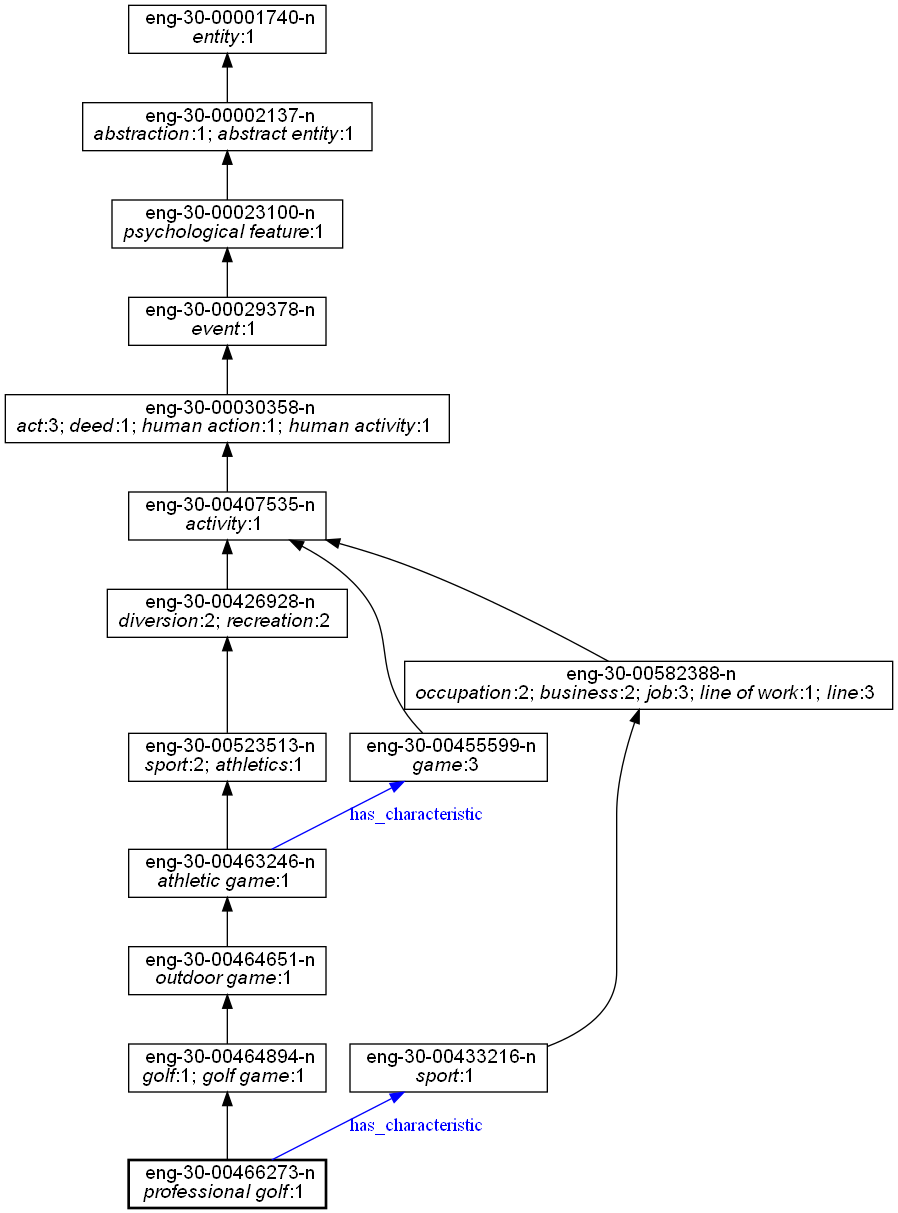 eng-30-00001740-n
entity:1
eng-30-00002137-n
abstraction:1; abstract entity:1
eng-30-00023100-n
psychological feature:1
eng-30-00029378-n
event:1
eng-30-00030358-n
act:3; deed:1; human action:1; human activity:1
eng-30-00407535-n
activity:1
eng-30-00426928-n
diversion:2; recreation:2
eng-30-00582388-n
occupation:2; business:2; job:3; line of work:1; line:3
eng-30-00523513-n
sport:2; athletics:1
eng-30-00455599-n
game:3
has_characteristic
eng-30-00463246-n
athletic game:1
eng-30-00464651-n
outdoor game:1
eng-30-00464894-n
golf:1; golf game:1
eng-30-00433216-n
sport:1
has_characteristic
eng-30-00466273-n
professional golf:1